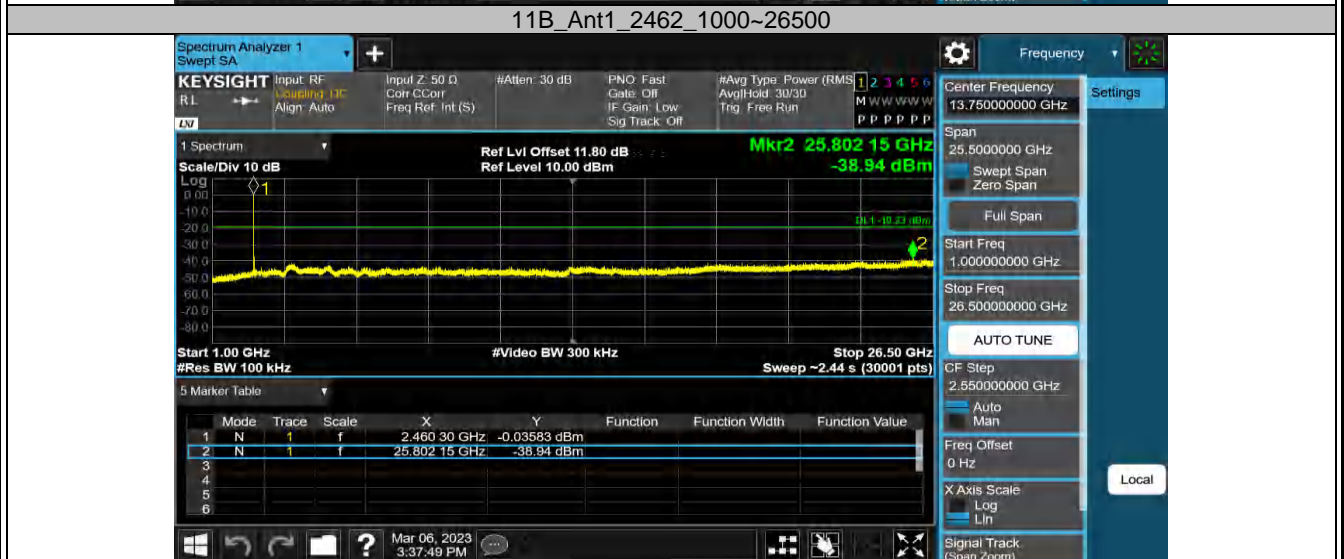 11B_Ant1_2462_1000~26500
Spectrum Analyzer 1
Swept SA
Frequency
KEYSIGHT
Input: RF
Input Z: 50 Ω
#Atten: 30 dB
PNO: Fast
#Avg Type: Power (RMS
1 2 3 4 5 6
RL
Coupling: DC
Corr CCorr
Gate: Off
Avg|Hold: 30/30
M W W W W W
Align: Auto
Freq Ref: Int (S)
IF Gain: Low
Trig: Free Run
P P P P P P
LXI
Sig Track: Off
1 Spectrum
Ref Lvl Offset 11.80 dB
Mkr2 25.802 15 GHz
Scale/Div 10 dB
Ref Level 10.00 dBm
-38.94 dBm
Log
0.00
1
-10.0
-20.0
-30.0
2
-40.0
-50.0
-60.0
-70.0
-80.0
Start 1.00 GHz
#Video BW 300 kHz
Stop 26.50 GHz
#Res BW 100 kHz
Sweep ~2.44 s (30001 pts)
5 Marker Table
Mode Trace Scale X Y Function Function Width Function Value
1 N 1 f 2.460 30 GHz -0.03583 dBm
2 N 1 f 25.802 15 GHz -38.94 dBm
3
4
5
6
Mar 06, 2023
3:37:49 PM
Center Frequency
13.750000000 GHz
Settings
Span
25.5000000 GHz
Swept Span
Zero Span
Full Span
Start Freq
1.000000000 GHz
Stop Freq
26.500000000 GHz
AUTO TUNE
CF Step
2.550000000 GHz
Auto
Man
Freq Offset
0 Hz
Local
X Axis Scale
Log
Lin
Signal Track
(Span Zoom)